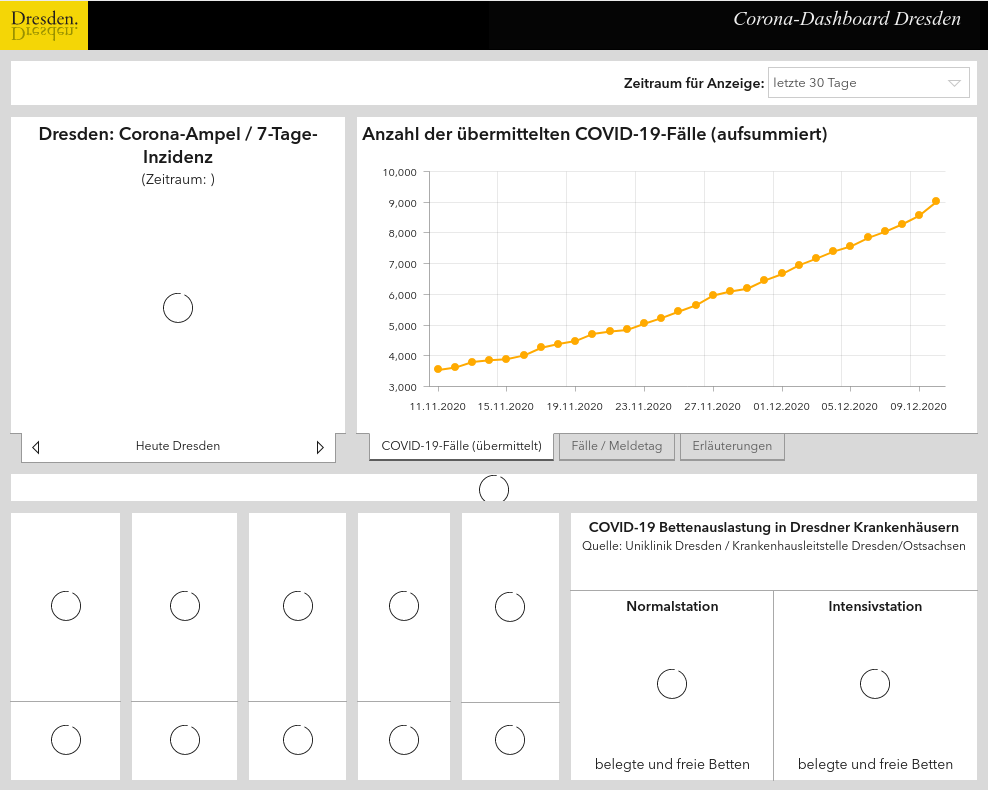 Dresden.
Corona-Dashboard Dresden
Zeitraum für Anzeige: letzte 30 Tage
Dresden: Corona-Ampel / 7-Tage-
Inzidenz
(Zeitraum: )
Heute Dresden
Anzahl der übermittelten COVID-19-Fälle (aufsummiert)
10,000
9,000
8,000
7,000
6,000
5,000
4,000
3,000
11.11.2020 15.11.2020 19.11.2020 23.11.2020 27.11.2020 01.12.2020 05.12.2020 09.12.2020
COVID-19-Fälle (übermittelt) Fälle / Meldetag Erläuterungen
COVID-19 Bettenauslastung in Dresdner Krankenhäusern
Quelle: Uniklinik Dresden / Krankenhausleitstelle Dresden/Ostsachsen
Normalstation
belegte und freie Betten
Intensivstation
belegte und freie Betten